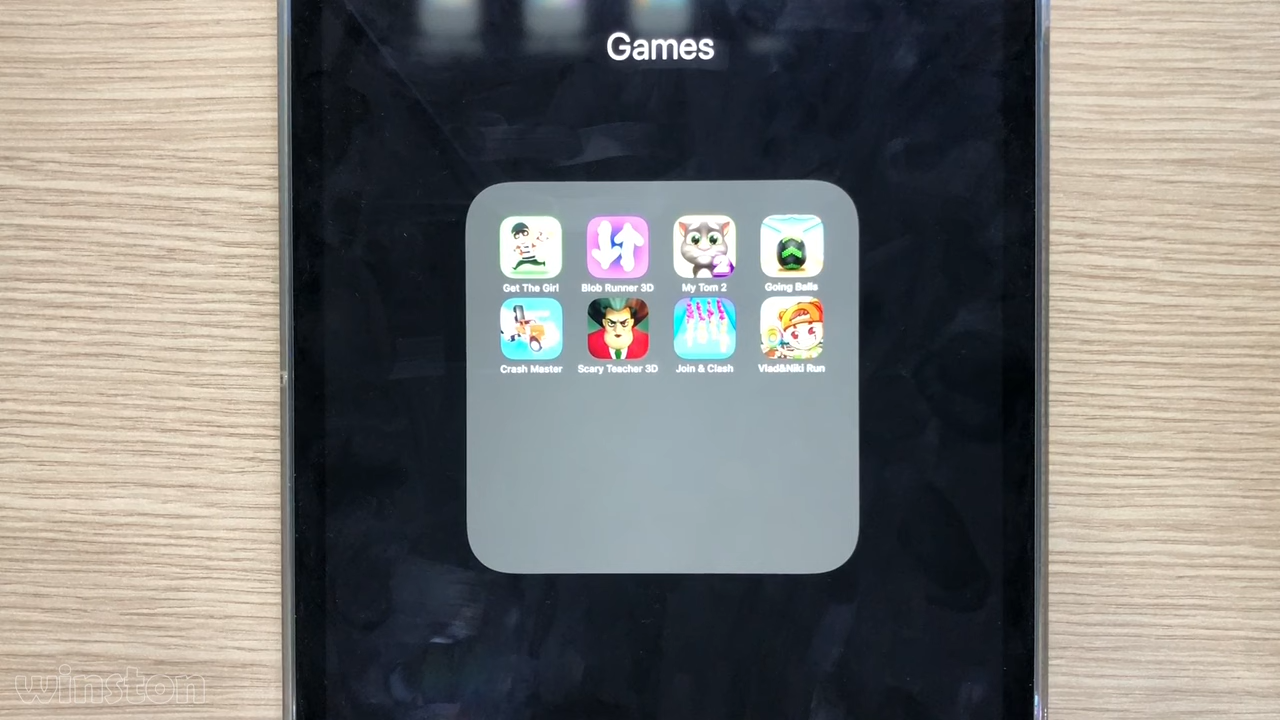 Games
Get The Girl
Blob Runner 3D
My Tom 2
Going Balls
2
Crash Master
Scary Teacher 3D
Join & Clash
Vlad&Niki Run
winston